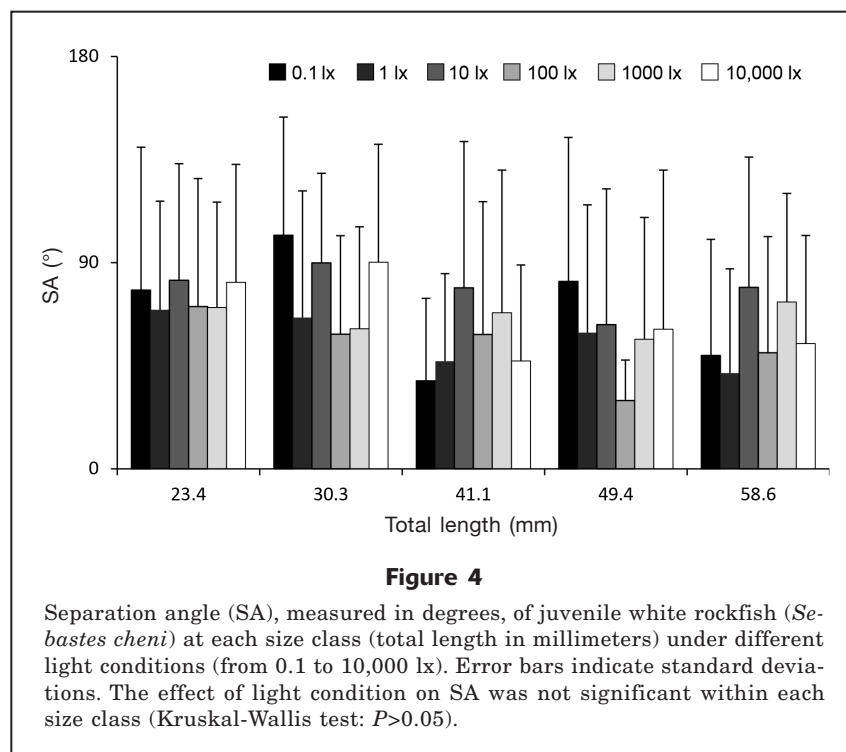 180
0.1 lx 1 lx 10 lx 100 lx 1000 lx 10,000 lx
90
SA (°)
0
23.4 30.3 41.1 49.4 58.6
Total length (mm)
Figure 4
Separation angle (SA), measured in degrees, of juvenile white rockfish (Se-
bastes cheni) at each size class (total length in millimeters) under different
light conditions (from 0.1 to 10,000 lx). Error bars indicate standard devia-
tions. The effect of light condition on SA was not significant within each
size class (Kruskal-Wallis test: P>0.05).